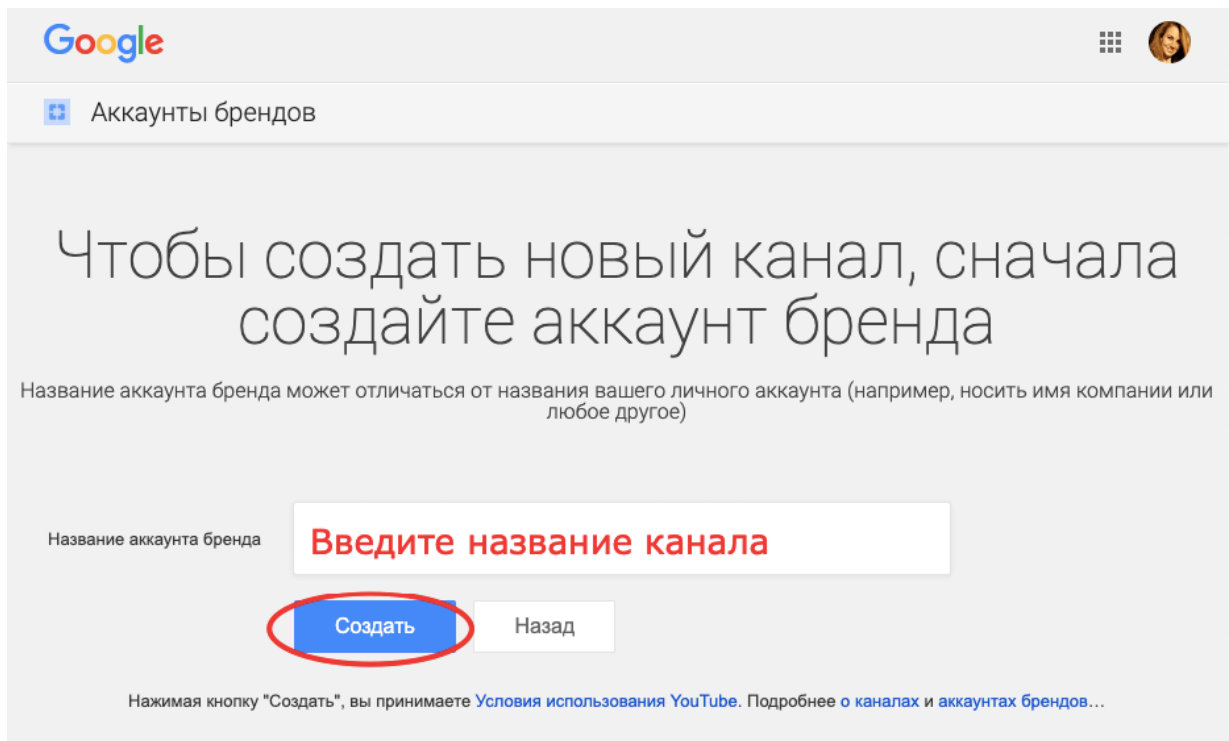 Google
Аккаунты брендов
Чтобы создать новый канал, сначала
создайте аккаунт бренда
Название аккаунта бренда может отличаться от названия вашего личного аккаунта (например, носить имя компании или
любое другое)
Название аккаунта бренда
Введите название канала
Создать Назад
Нажимая кнопку "Создать", вы принимаете Условия использования YouTube. Подробнее о каналах и аккаунтах брендов…